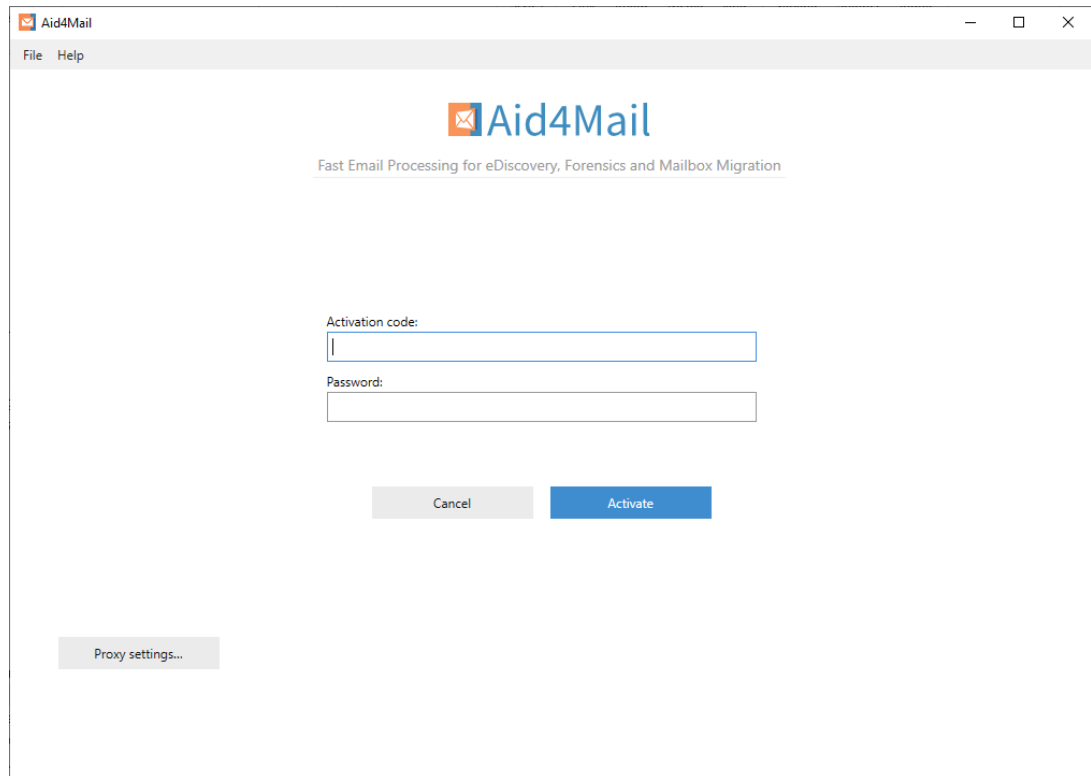 Aid4Mail
File Help
Aid4Mail
Fast Email Processing for eDiscovery, Forensics and Mailbox Migration
Activation code:
Password:
Cancel Activate
Proxy settings...